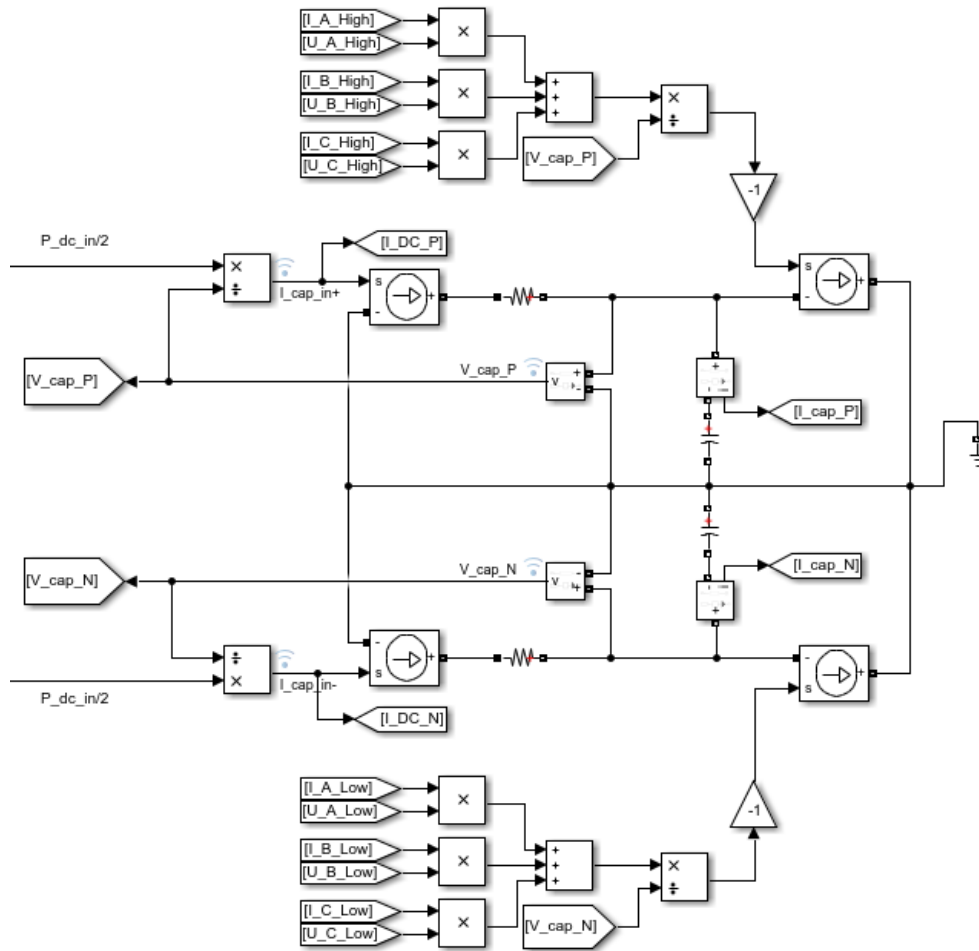 [I_A_High]
[U_A_High]
×
[I_B_High]
[U_B_High]
×
+
+
+
×
÷
[I_C_High]
[U_C_High]
×
[V_cap_P]
-1
P_dc_in/2
[I_DC_P]
×
÷
I_cap_in+
s
-
+
s
-
+
[V_cap_P]
V_cap_P
v
+
-
+
-
[I_cap_P]
[V_cap_N]
V_cap_N
v
-
+
-
+
[I_cap_N]
÷
×
I_cap_in-
-
s
+
-
s
+
P_dc_in/2
[I_DC_N]
[I_A_Low]
[U_A_Low]
×
-1
[I_B_Low]
[U_B_Low]
×
+
+
+
×
÷
[I_C_Low]
[U_C_Low]
×
[V_cap_N]